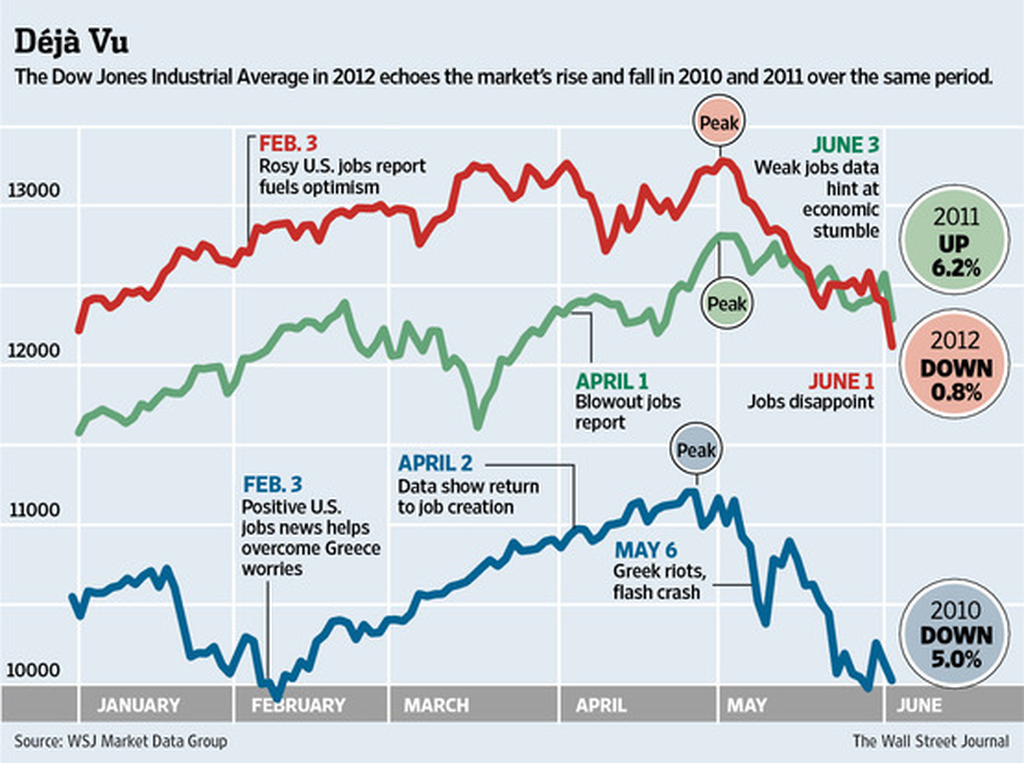 Déjà Vu
The Dow Jones Industrial Average in 2012 echoes the market's rise and fall in 2010 and 2011 over the same period.
Peak
FEB. 3
Rosy U.S. jobs report
fuels optimism
JUNE 3
Weak jobs data
hint at
economic
stumble
13000
2011
UP
6.2%
Peak
12000
2012
DOWN
0.8%
APRIL 1
Blowout jobs
report
JUNE 1
Jobs disappoint
Peak
APRIL 2
Data show return
to job creation
FEB. 3
Positive U.S.
jobs news helps
overcome Greece
worries
11000
MAY 6
Greek riots,
flash crash
2010
DOWN
5.0%
10000
JANUARY
FEBRUARY
MARCH
APRIL
MAY
JUNE
Source: WSJ Market Data Group
The Wall Street Journal